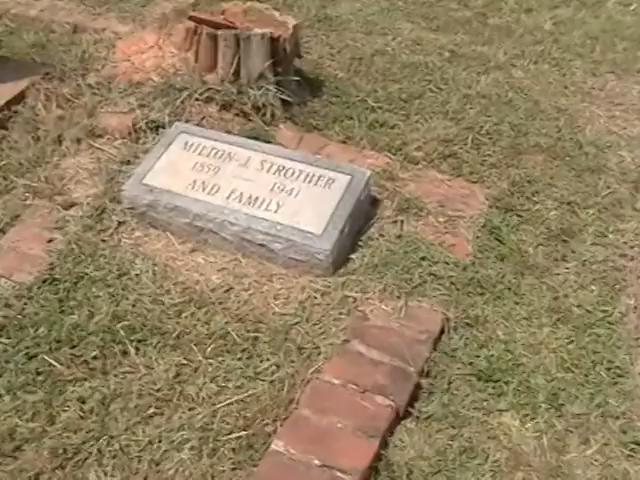 MILTON J. STROTHER
1859 — 1941
AND FAMILY